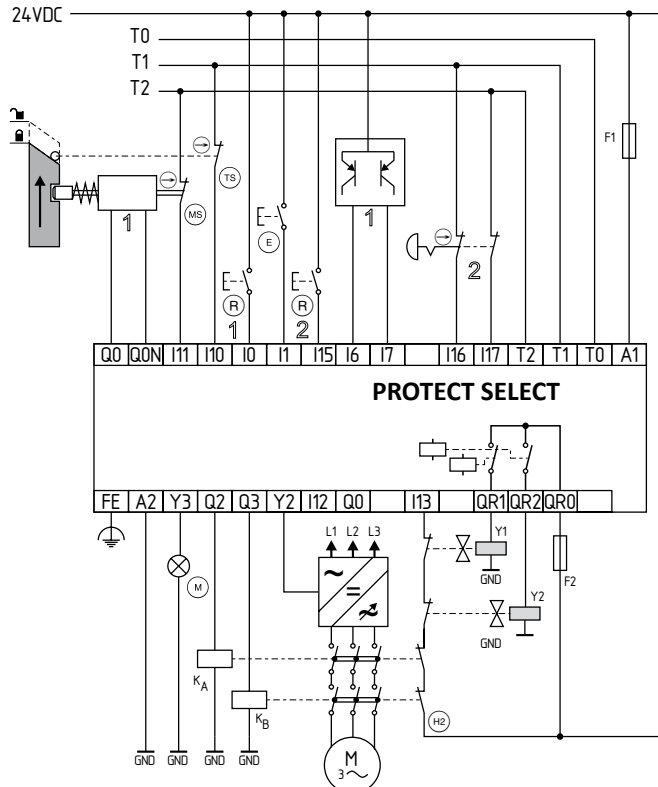 24VDC
T0
T1
T2
F1
TS
1
MS
1
E
2
R
R
1
2
Q0 Q0N I11 I10 I0 I1 I15 I6 I7 I16 I17 T2 T1 T0 A1
PROTECT SELECT
FE A2 Y3 Q2 Q3 Y2 I12 Q0 I13 QR1 QR2 QR0
L1 L2 L3
Y1
GND
F2
M
Y2
GND
KA
KB
H2
GND GND GND GND
M
3~